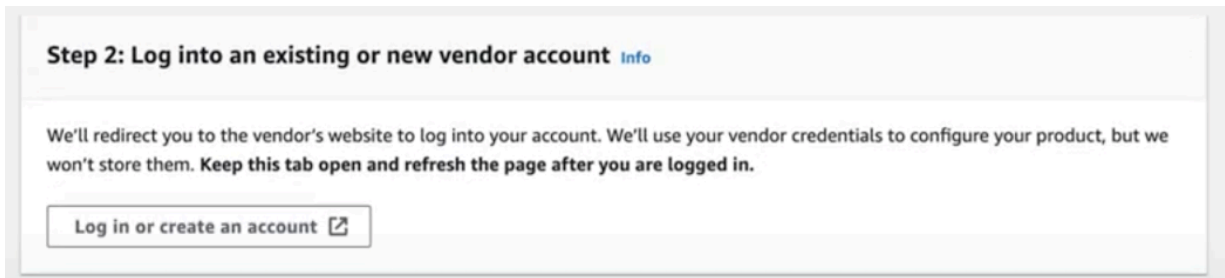 Step 2: Log into an existing or new vendor account Info
We'll redirect you to the vendor's website to log into your account. We'll use your vendor credentials to configure your product, but we
won't store them. Keep this tab open and refresh the page after you are logged in.
Log in or create an account